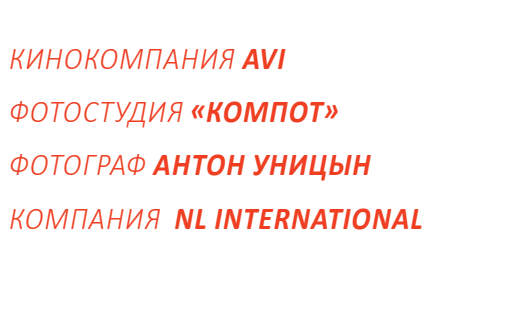 КИНОКОМПАНИЯ AVI
ФОТОСТУДИЯ «КОМПОТ»
ФОТОГРАФ АНТОН УНИЦЫН
КОМПАНИЯ NL INTERNATIONAL